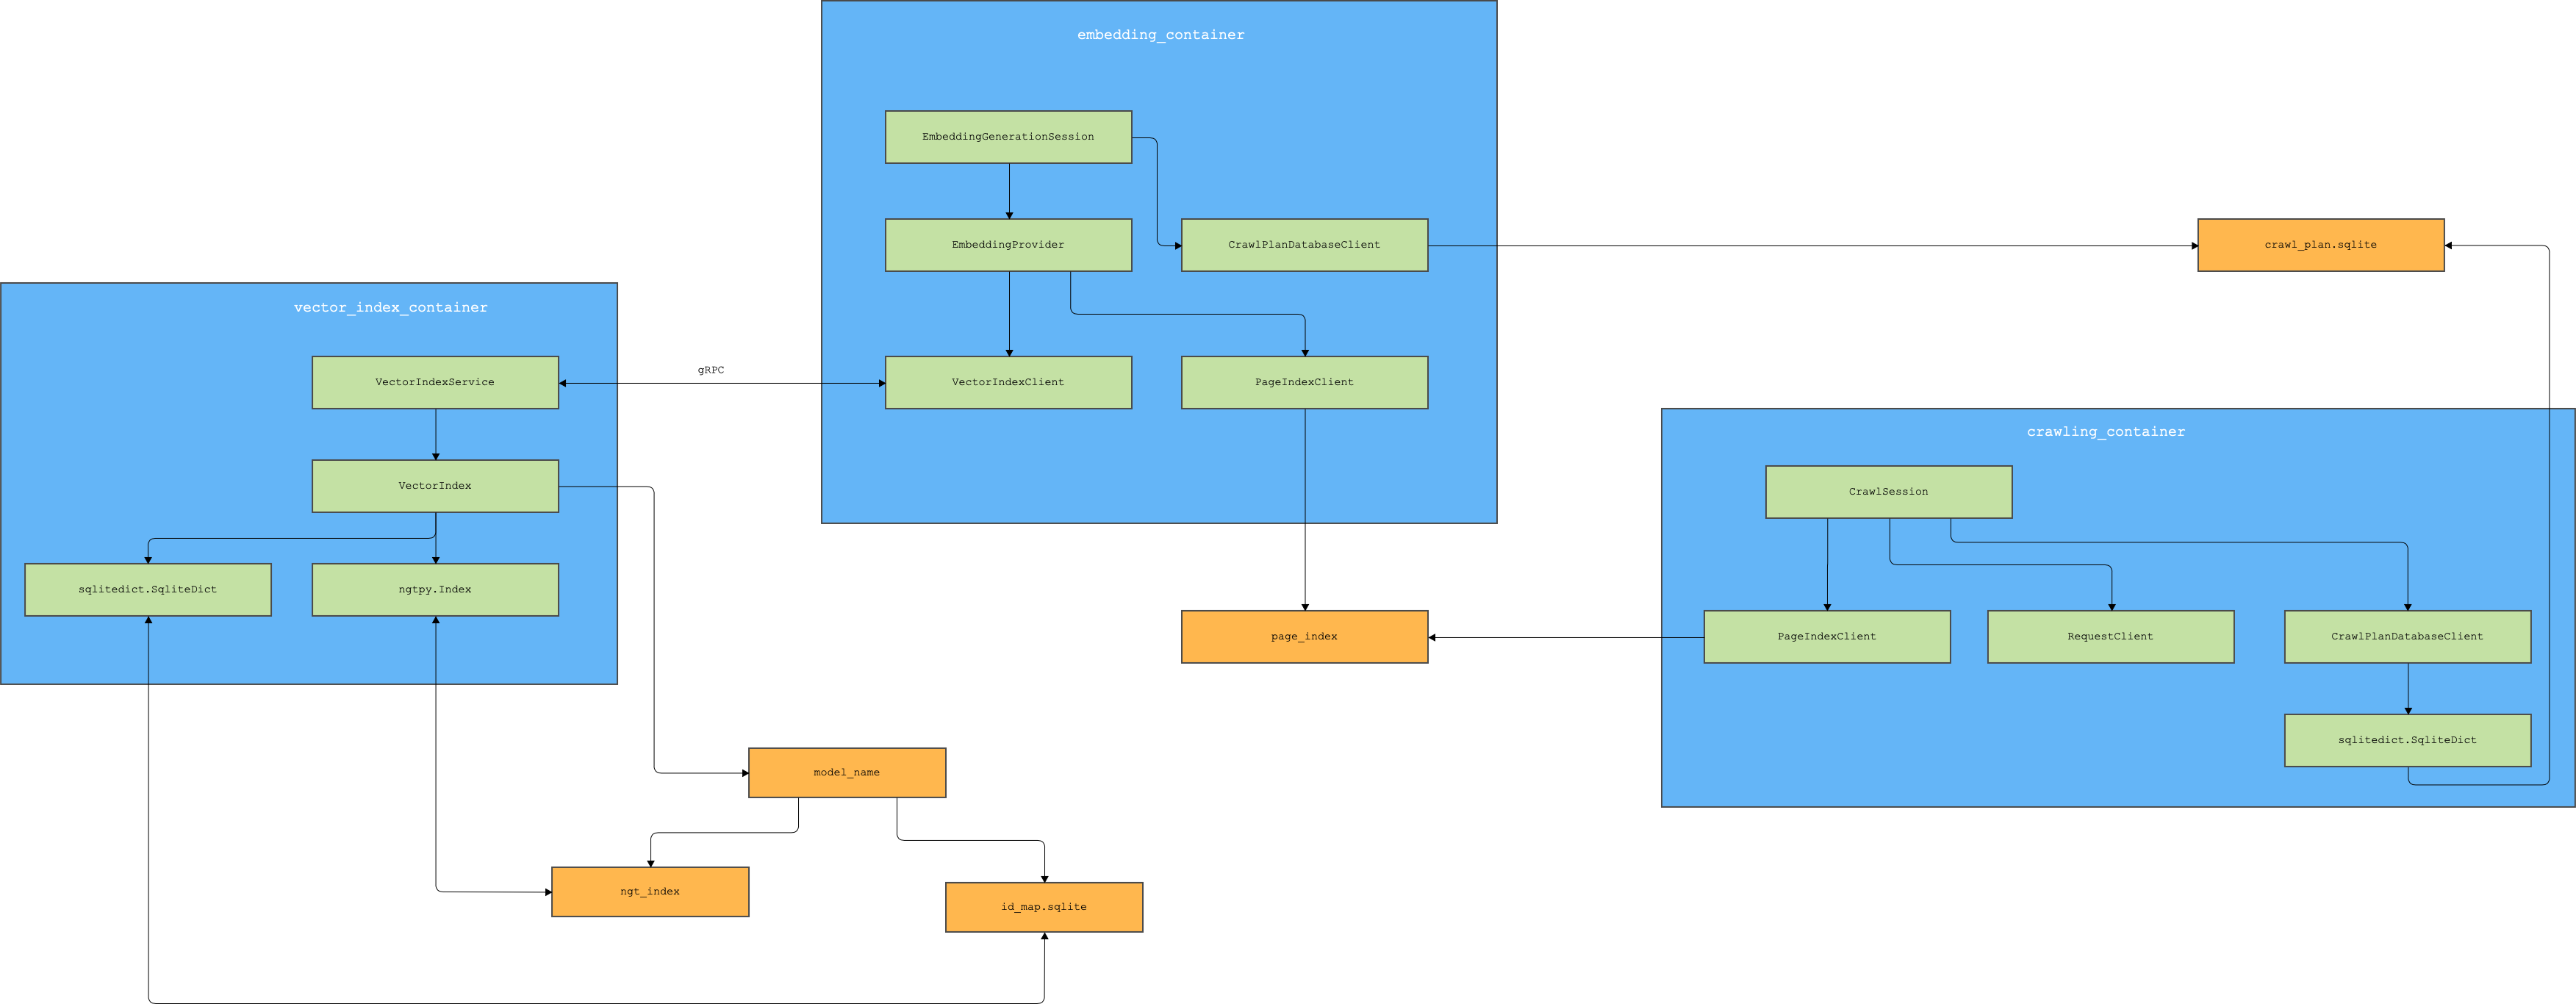 embedding_container
EmbeddingGenerationSession
EmbeddingProvider
CrawlPlanDatabaseClient
crawl_plan.sqlite
vector_index_container
VectorIndexService
gRPC
VectorIndexClient
PageIndexClient
crawling_container
VectorIndex
CrawlSession
sqlitedict.SqliteDict
ngtpy.Index
page_index
PageIndexClient
RequestClient
CrawlPlanDatabaseClient
sqlitedict.SqliteDict
model_name
ngt_index
id_map.sqlite